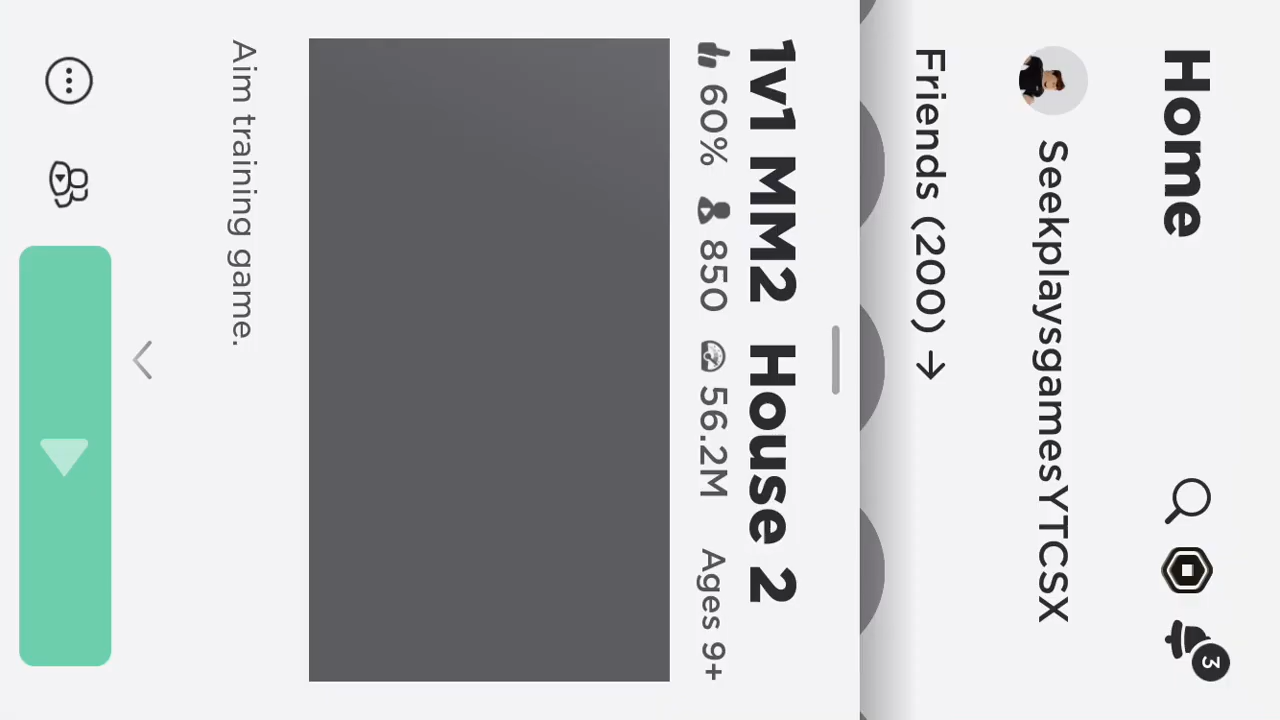 Home
3
SeekplaysgamesYTCSX
Friends (200) →
1v1 MM2 House 2
60% 850 56.2M Ages 9+
Aim training game.